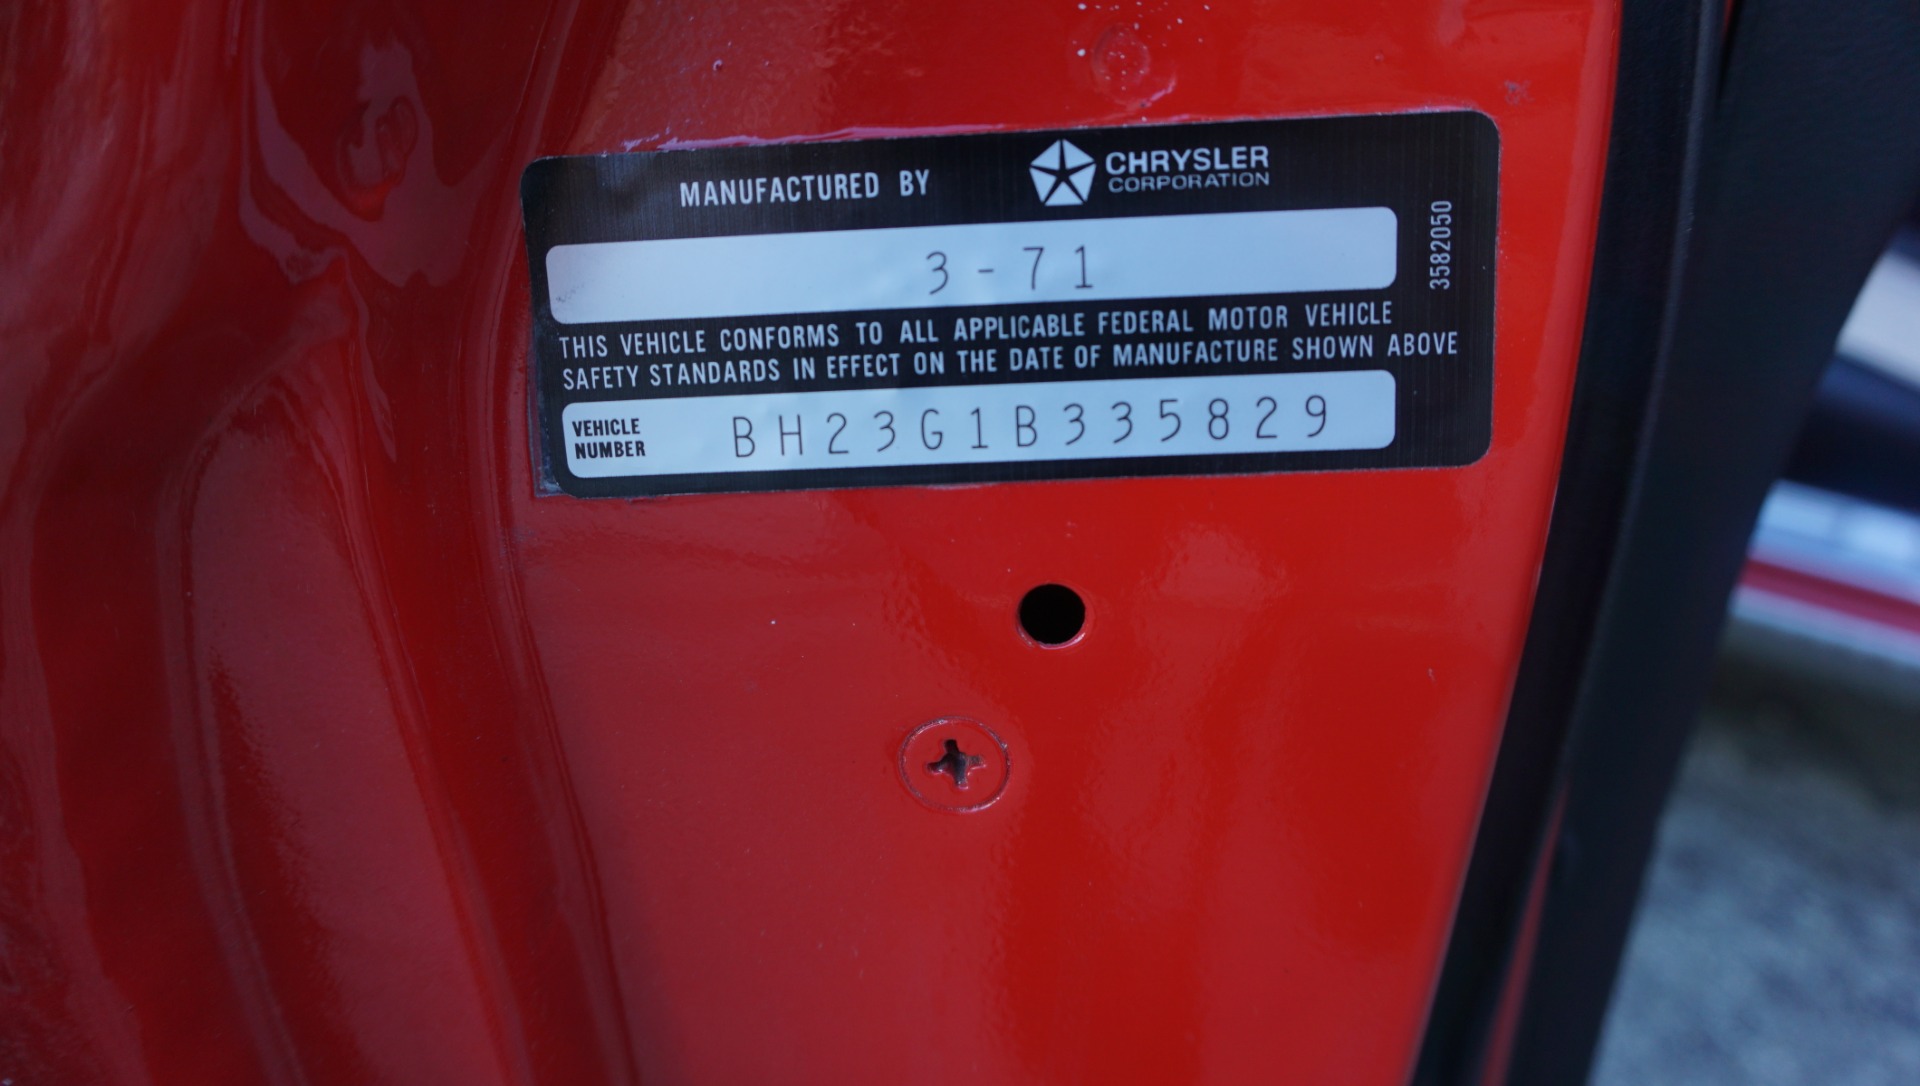 MANUFACTURED BY CHRYSLER CORPORATION
3-71
3582050
THIS VEHICLE CONFORMS TO ALL APPLICABLE FEDERAL MOTOR VEHICLE
SAFETY STANDARDS IN EFFECT ON THE DATE OF MANUFACTURE SHOWN ABOVE
VEHICLE NUMBER BH23G1B335829